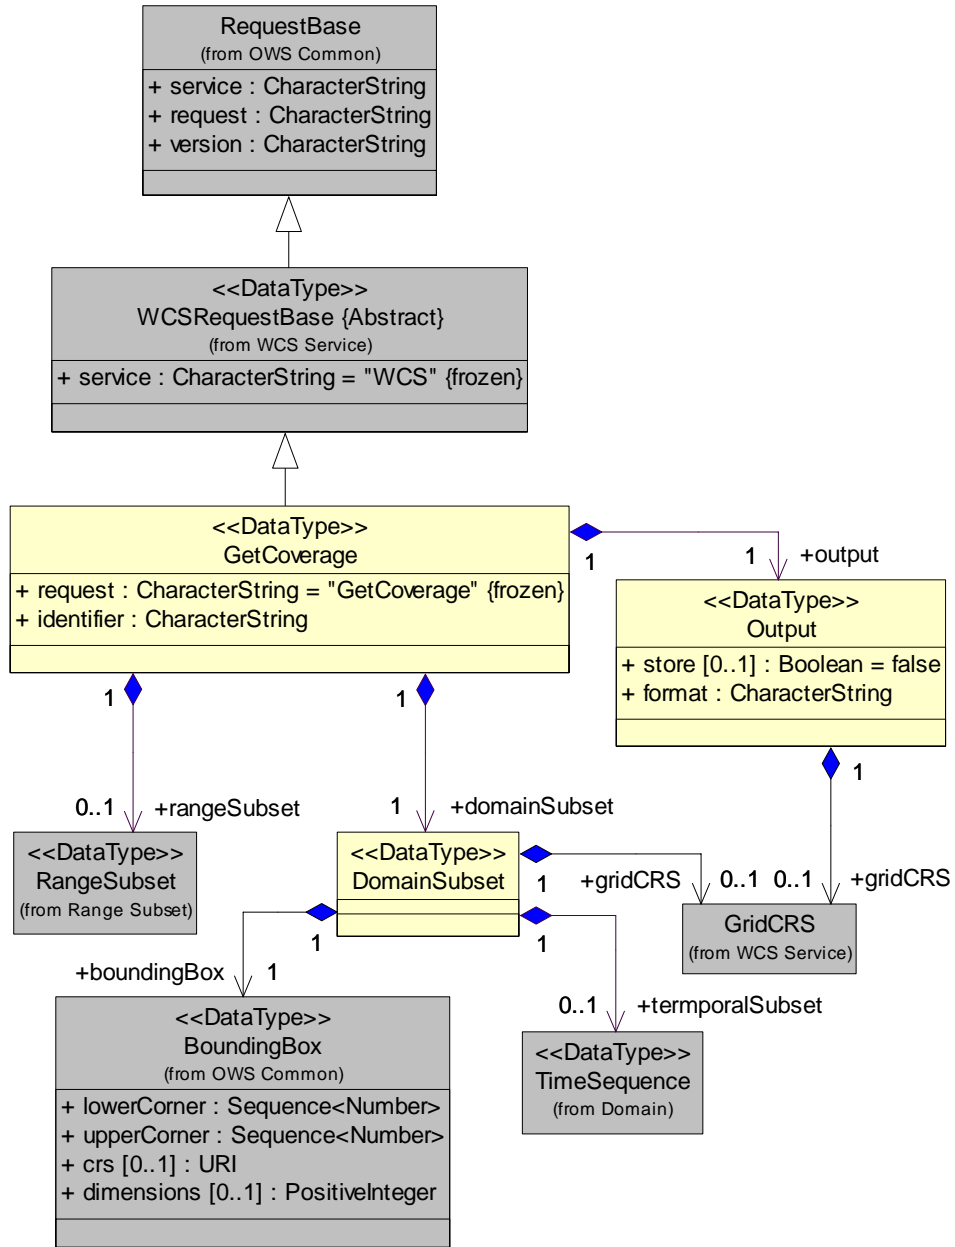 RequestBase
(from OWS Common)
+ service : CharacterString
+ request : CharacterString
+ version : CharacterString
<<DataType>>
WCSRequestBase {Abstract}
(from WCS Service)
+ service : CharacterString = "WCS" {frozen}
<<DataType>>
GetCoverage
+ request : CharacterString = "GetCoverage" {frozen}
+ identifier : CharacterString
1
1
+output
<<DataType>>
Output
+ store [0..1] : Boolean = false
+ format : CharacterString
1
1
1
0..1
+rangeSubset
1
+domainSubset
<<DataType>>
RangeSubset
(from Range Subset)
<<DataType>>
DomainSubset
1
+gridCRS
0..1
0..1
+gridCRS
GridCRS
(from WCS Service)
1
1
+boundingBox
1
0..1
+termporalSubset
<<DataType>>
BoundingBox
(from OWS Common)
+ lowerCorner : Sequence<Number>
+ upperCorner : Sequence<Number>
+ crs [0..1] : URI
+ dimensions [0..1] : PositiveInteger
<<DataType>>
TimeSequence
(from Domain)